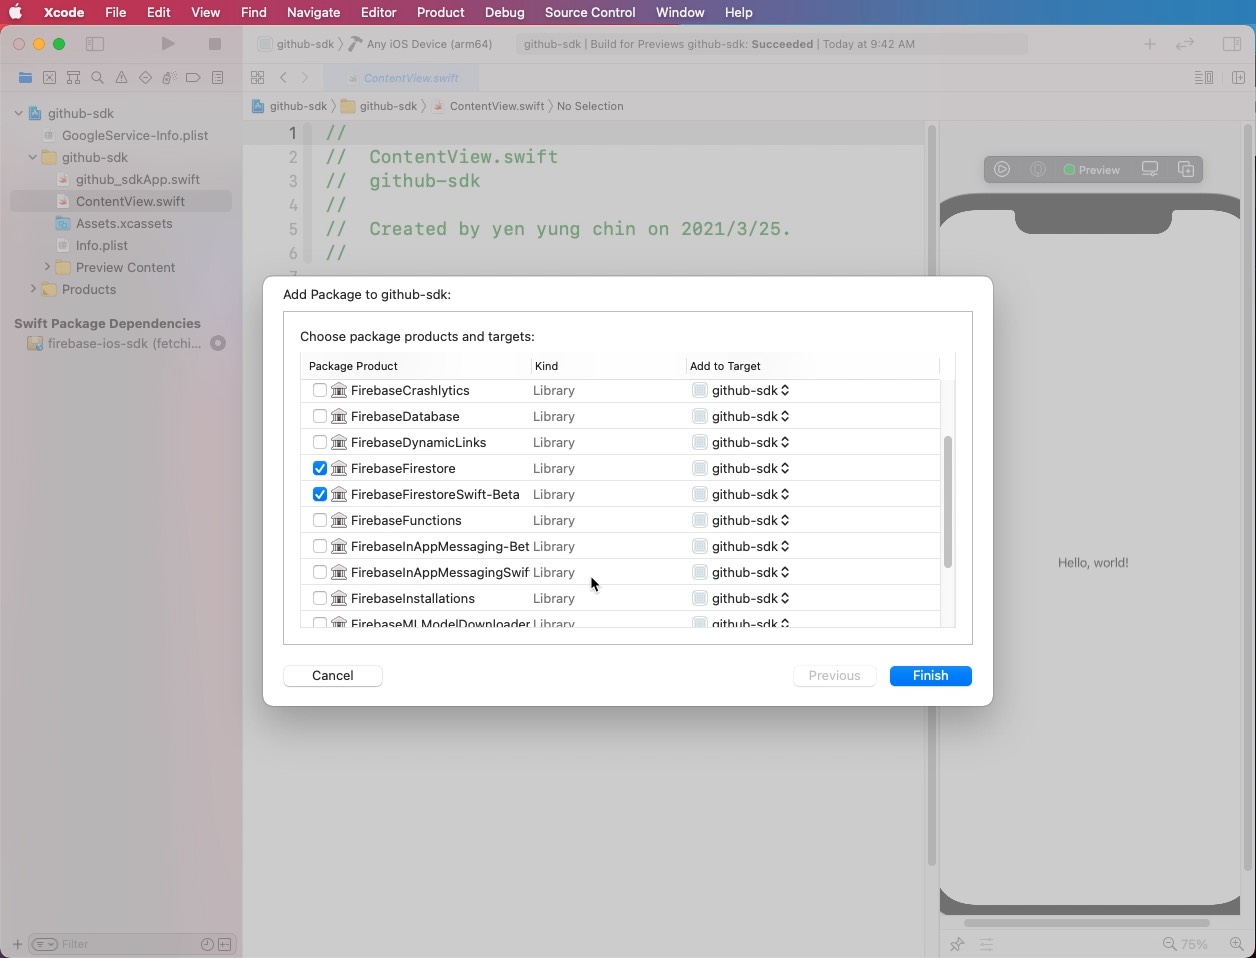 Xcode File Edit View Find Navigate Editor Product Debug Source Control Window Help
github-sdk Any iOS Device (arm64) github-sdk | Build for Previews github-sdk: Succeeded | Today at 9:42 AM
ContentView.swift
github-sdk github-sdk ContentView.swift No Selection
github-sdk
GoogleService-Info.plist
github-sdk
github_sdkApp.swift
ContentView.swift
Assets.xcassets
Info.plist
Preview Content
Products
Swift Package Dependencies
firebase-ios-sdk (fetchi...
Filter
1 //
2 // ContentView.swift
3 // github-sdk
4 //
5 // Created by yen yung chin on 2021/3/25.
6 //
7
Preview
Hello, world!
75%
Add Package to github-sdk:
Choose package products and targets:
Package Product Kind Add to Target
FirebaseCrashlytics Library github-sdk
FirebaseDatabase Library github-sdk
FirebaseDynamicLinks Library github-sdk
FirebaseFirestore Library github-sdk
FirebaseFirestoreSwift-Beta Library github-sdk
FirebaseFunctions Library github-sdk
FirebaseInAppMessaging-Bet Library github-sdk
FirebaseInAppMessagingSwif Library github-sdk
FirebaseInstallations Library github-sdk
FirebaseMLModelDownloader Library github-sdk
Cancel Previous Finish